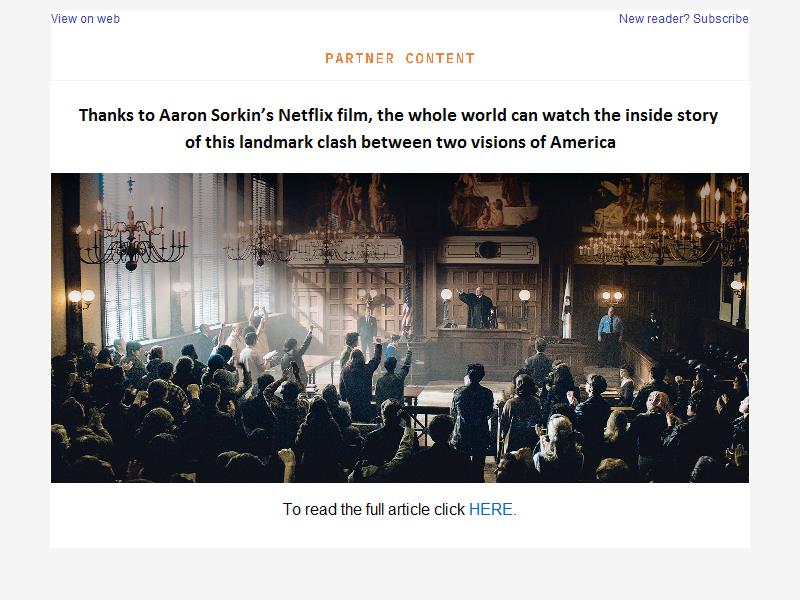 View on web
New reader? Subscribe
PARTNER CONTENT
Thanks to Aaron Sorkin’s Netflix film, the whole world can watch the inside story
of this landmark clash between two visions of America
To read the full article click HERE.